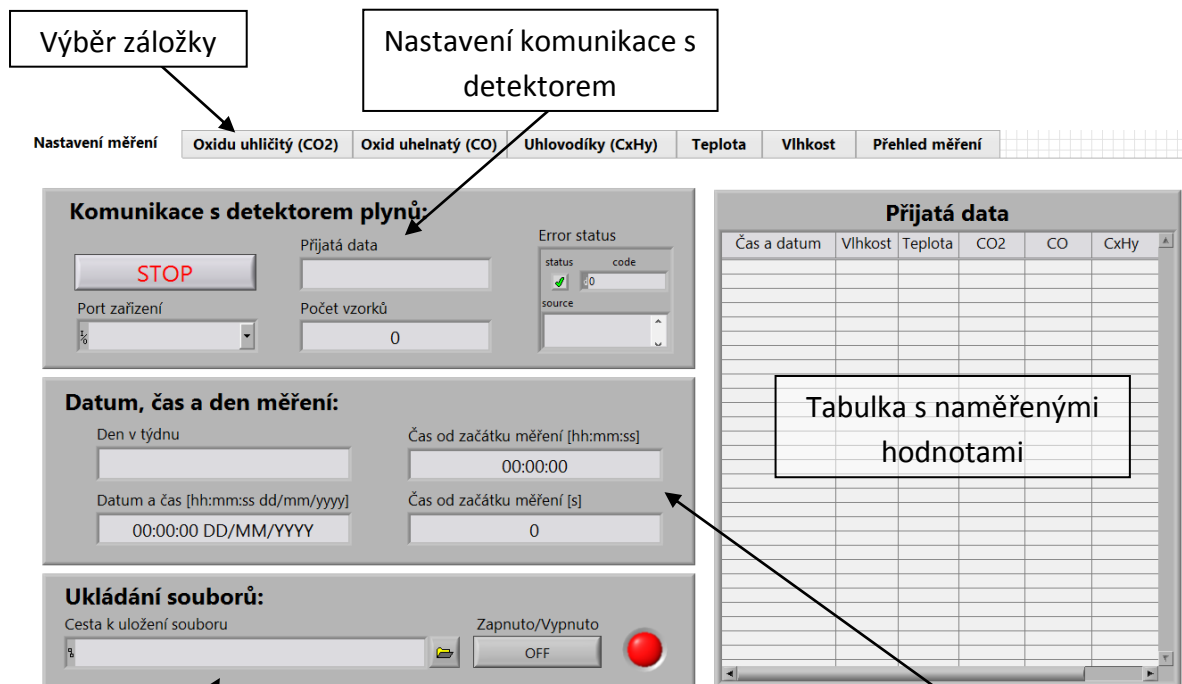 Výběr záložky
Nastavení komunikace s
detektorem
Nastavení měření
Oxidu uhličitý (CO2)
Oxid uhelnatý (CO)
Uhlovodíky (CxHy)
Teplota
Vlhkost
Přehled měření
Komunikace s detektorem plynů:
STOP
Port zařízení
Přijatá data
Počet vzorků
0
Error status
status
code
0
source
Datum, čas a den měření:
Den v týdnu
Čas od začátku měření [hh:mm:ss]
00:00:00
Datum a čas [hh:mm:ss dd/mm/yyyy]
00:00:00 DD/MM/YYYY
Čas od začátku měření [s]
0
Ukládání souborů:
Cesta k uložení souboru
Zapnuto/Vypnuto
OFF
Přijatá data
Čas a datum
Vlhkost
Teplota
CO2
CO
CxHy
Tabulka s naměřenými
hodnotami